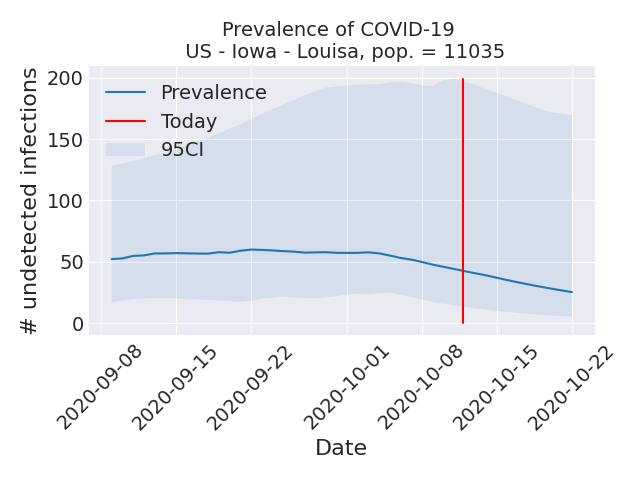 Prevalence of COVID-19
US - Iowa - Louisa, pop. = 11035
# undetected infections
200
150
100
50
0
Prevalence
Today
95CI
2020-09-08
2020-09-15
2020-09-22
2020-10-01
2020-10-08
2020-10-15
2020-10-22
Date